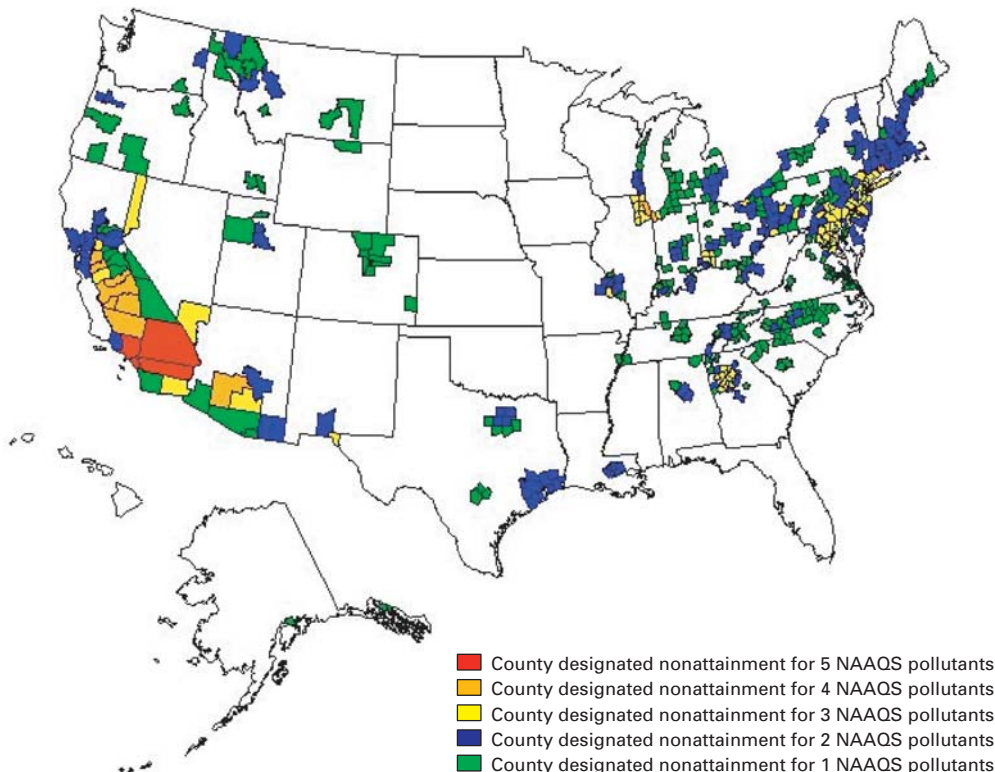 County designated nonattainment for 5 NAAQS pollutants
County designated nonattainment for 4 NAAQS pollutants
County designated nonattainment for 3 NAAQS pollutants
County designated nonattainment for 2 NAAQS pollutants
County designated nonattainment for 1 NAAQS pollutants